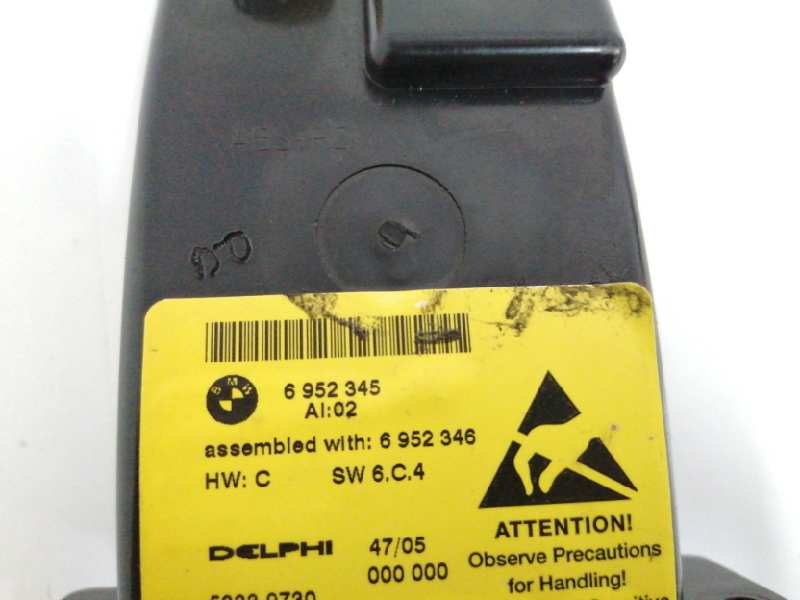 BMW
6 952 345
AI:02
assembled with: 6 952 346
HW: C SW 6.C.4
DELPHI 47/05
000 000
ATTENTION!
Observe Precautions
for Handling!